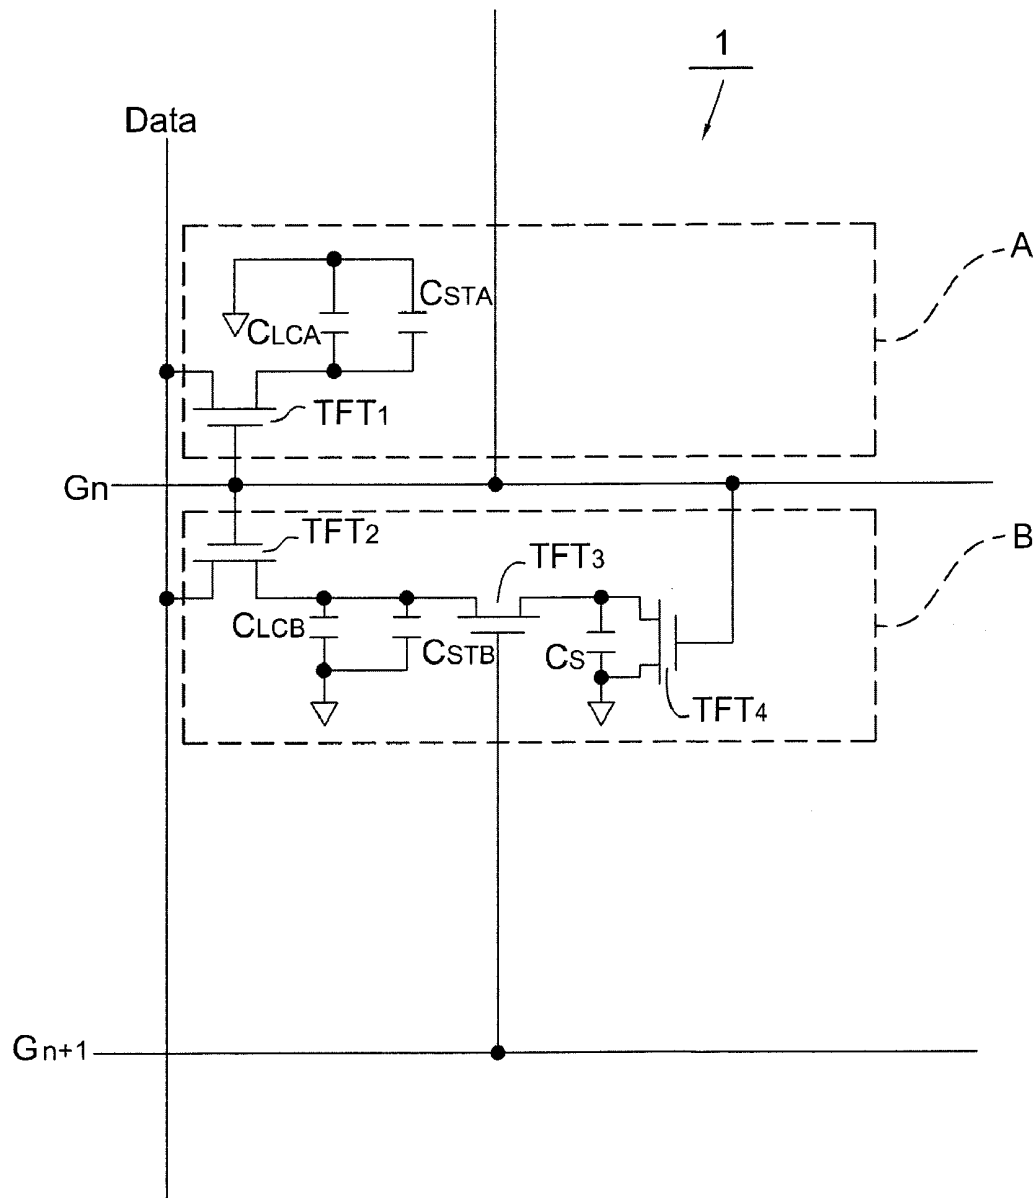 1
Data
A
CSTA
CLCA
TFT1
Gn
TFT2
B
TFT3
CLCB
CSTB
CS
TFT4
Gn+1